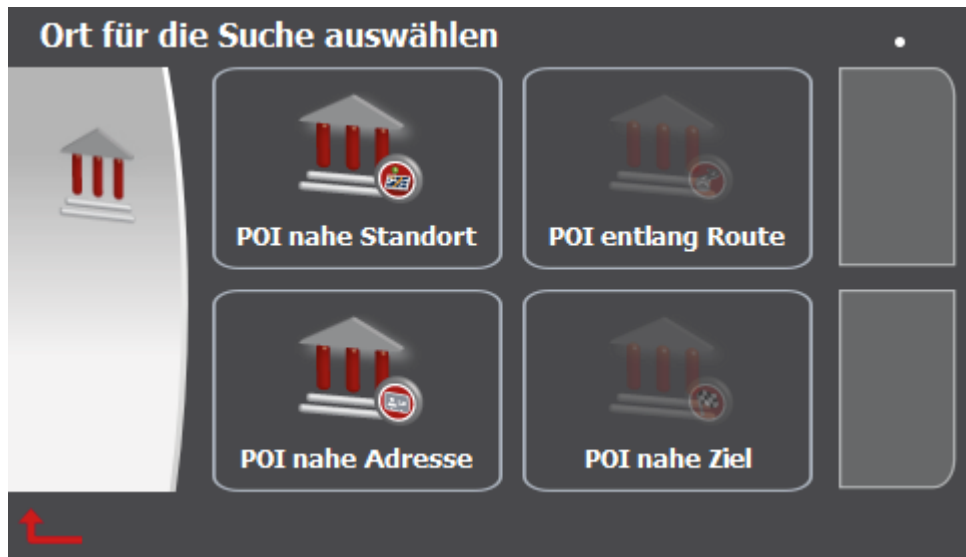 Ort für die Suche auswählen
POI nahe Standort
POI entlang Route
POI nahe Adresse
POI nahe Ziel